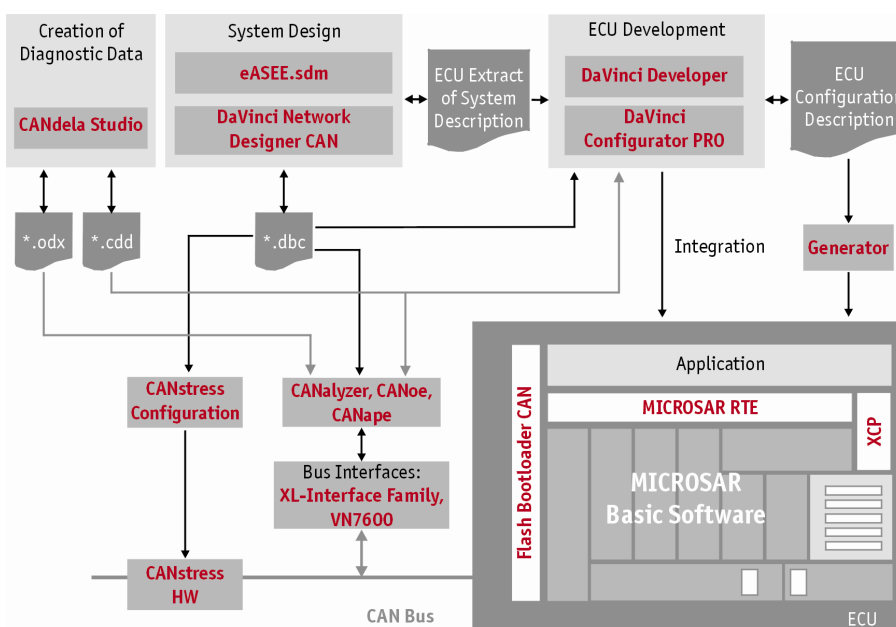 Creation of
Diagnostic Data
CANdela Studio
System Design
eASEE.sdm
DaVinci Network
Designer CAN
ECU Extract
of System
Description
ECU Development
DaVinci Developer
DaVinci
Configurator PRO
ECU
Configuration
Description
*.odx
*.cdd
*.dbc
Integration
Generator
CANstress
Configuration
CANalyzer, CANoe,
CANape
Bus Interfaces:
XL-Interface Family,
VN7600
CANstress
HW
CAN Bus
Flash Bootloader CAN
Application
MICROSAR RTE
XCP
MICROSAR
Basic Software
ECU